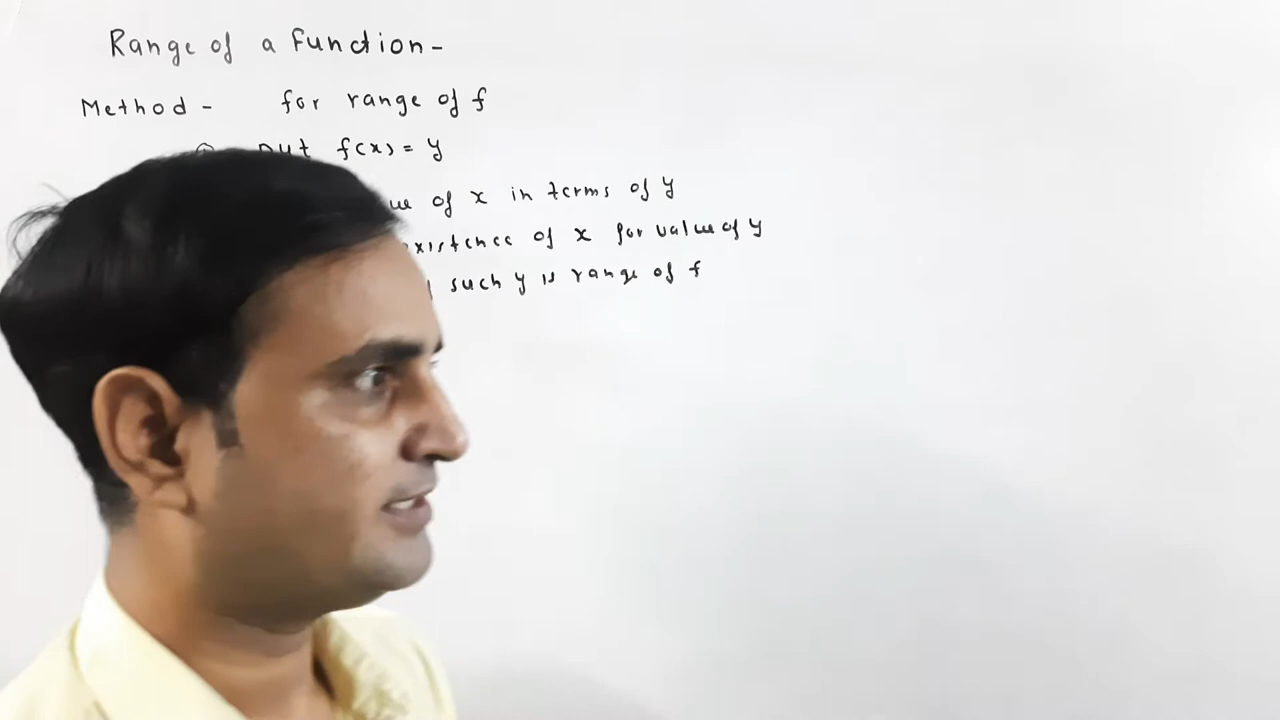 Range of a function-
Method - for range of f
put f(x) = y
of x in terms of y
existence of x for value of y
such y is range of f